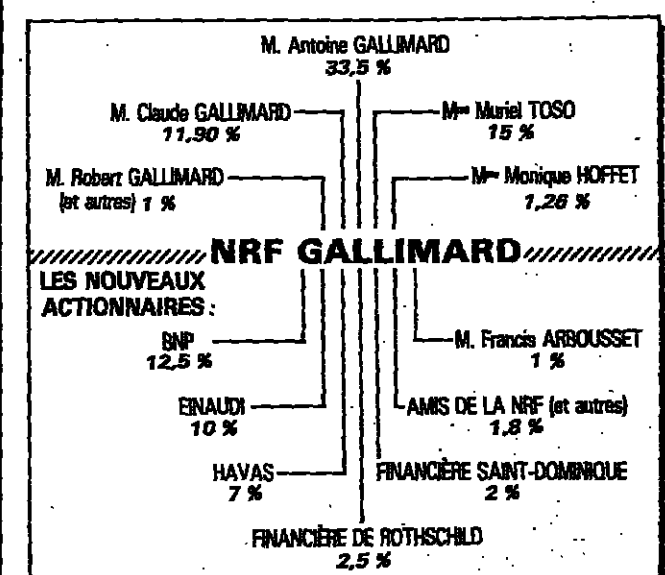 M. Antoine GALLIMARD
33,5 %
M. Claude GALLIMARD
11,90 %
Mme Muriel TOSO
15 %
M. Robert GALLIMARD
(et autres) 1 %
Mme Monique HOFFET
1,26 %
NRF GALLIMARD
LES NOUVEAUX
ACTIONNAIRES :
BNP
12,5 %
M. Francis ARBOUSSET
1 %
EINAUDI
10 %
AMIS DE LA NRF (et autres)
1,8 %
HAVAS
7 %
FINANCIÈRE SAINT-DOMINIQUE
2 %
FINANCIÈRE DE ROTHSCHILD
2,5 %